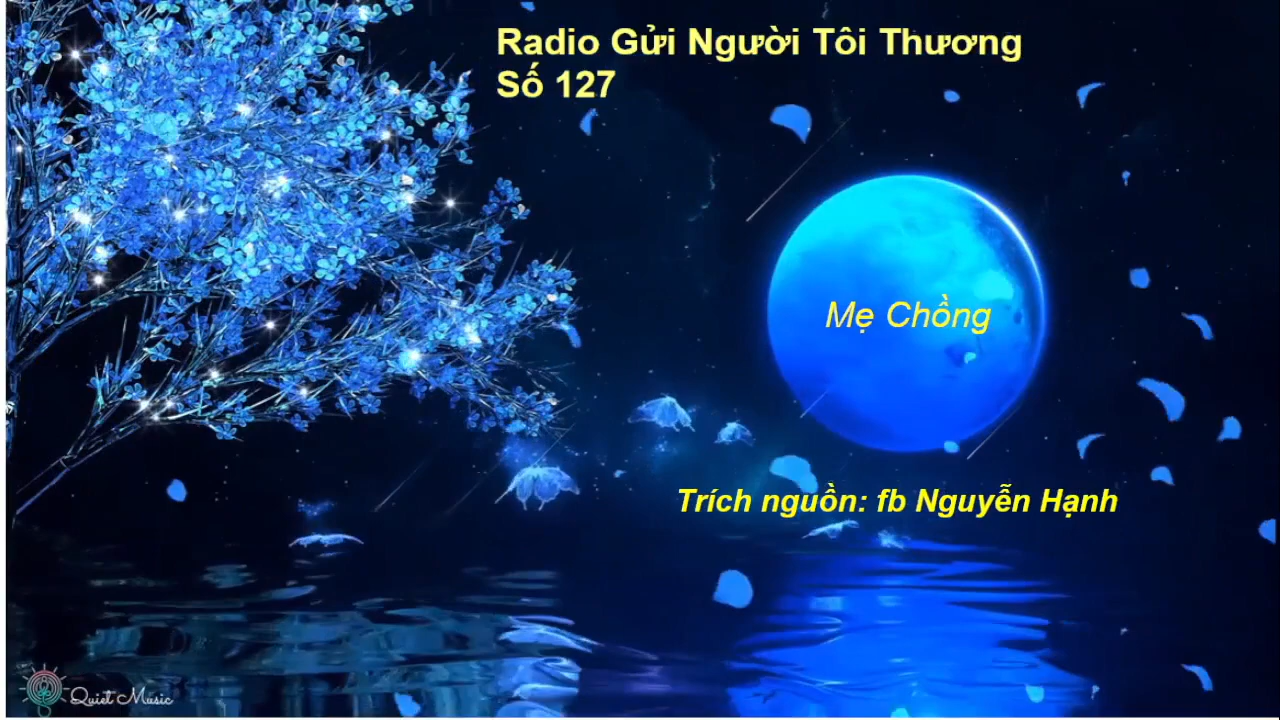 Radio Gửi Người Tôi Thương
Số 127
Mẹ Chồng
Trích nguồn: fb Nguyễn Hạnh
Quiet Music